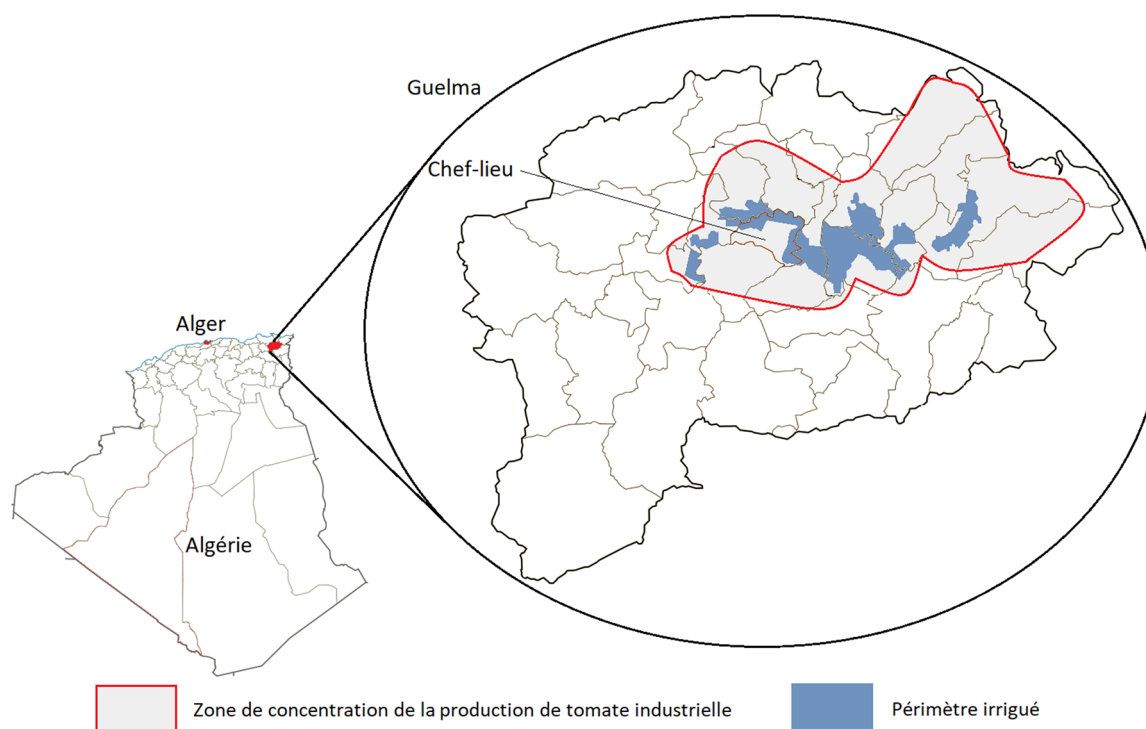 Guelma
Chef-lieu
Alger
Algérie
Zone de concentration de la production de tomate industrielle
Périmètre irrigué